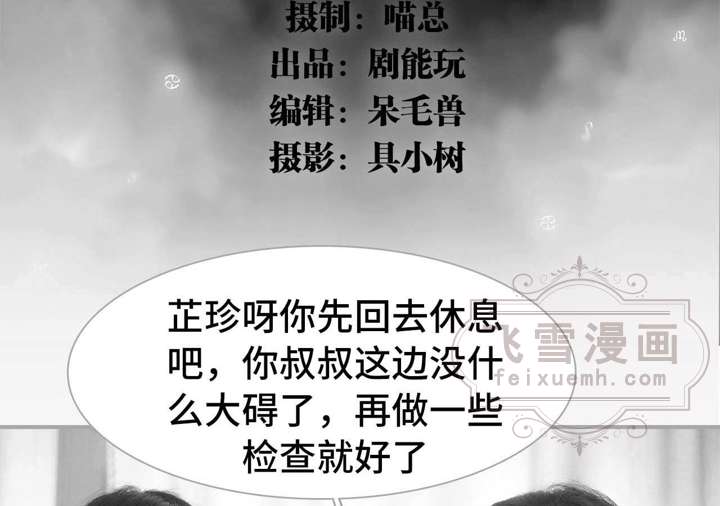 摄制：喵总
出品：剧能玩
编辑：呆毛兽
摄影：具小树
芷珍呀你先回去休息
吧，你叔叔这边没什
么大碍了，再做一些
检查就好了
飞雪漫画
feixuemh.com